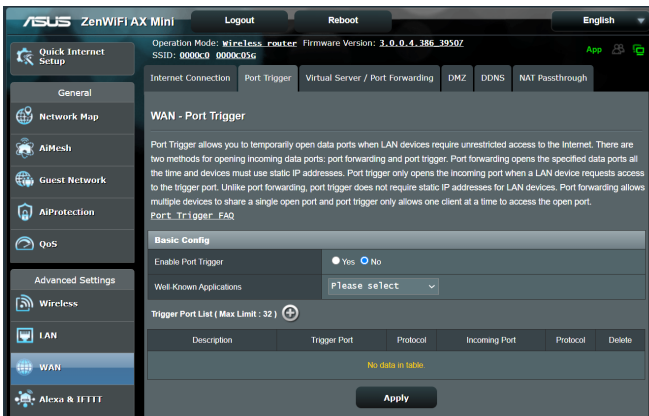 ASUS ZenWiFi AX Mini Logout Reboot English
Operation Mode: Wireless router Firmware Version: 3.0.0.4.386_39507
SSID: 0000C0 0000C05G
App
Quick Internet
Setup
General
Network Map
AiMesh
Guest Network
AiProtection
QoS
Advanced Settings
Wireless
LAN
WAN
Alexa & IFTTT
Internet Connection Port Trigger Virtual Server / Port Forwarding DMZ DDNS NAT Passthrough
WAN - Port Trigger
Port Trigger allows you to temporarily open data ports when LAN devices require unrestricted access to the Internet. There are
two methods for opening incoming data ports: port forwarding and port trigger. Port forwarding opens the specified data ports all
the time and devices must use static IP addresses. Port trigger only opens the incoming port when a LAN device requests access
to the trigger port. Unlike port forwarding, port trigger does not require static IP addresses for LAN devices. Port forwarding allows
multiple devices to share a single open port and port trigger only allows one client at a time to access the open port.
Port Trigger FAQ
Basic Config
Enable Port Trigger Yes No
Well-Known Applications Please select
Trigger Port List ( Max Limit : 32 )
Description Trigger Port Protocol Incoming Port Protocol Delete
No data in table.
Apply